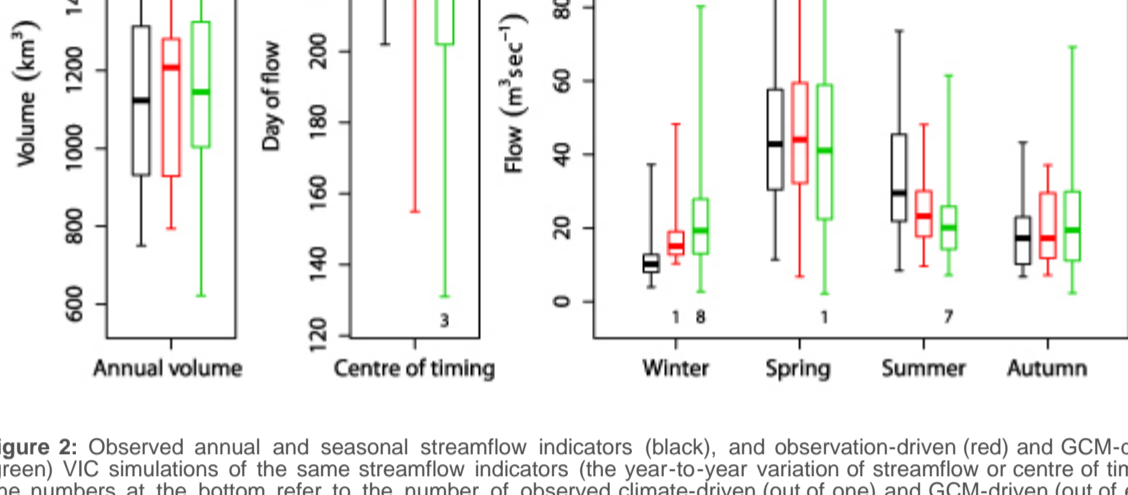 Volume (km³)
600 800 1000 1200
Annual volume
Day of flow
120 140 160 180 200
3
Centre of timing
Flow (m³sec⁻¹)
0 20 40 60 80
1 8 1 7
Winter Spring Summer Autumn
Figure 2: Observed annual and seasonal streamflow indicators (black), and observation-driven (red) and
green) VIC simulations of the same streamflow indicators (the year-to-year variation of streamflow or centre of
numbers at the bottom refer to the number of observed climate-driven (out of one) and GCM-driven (out of